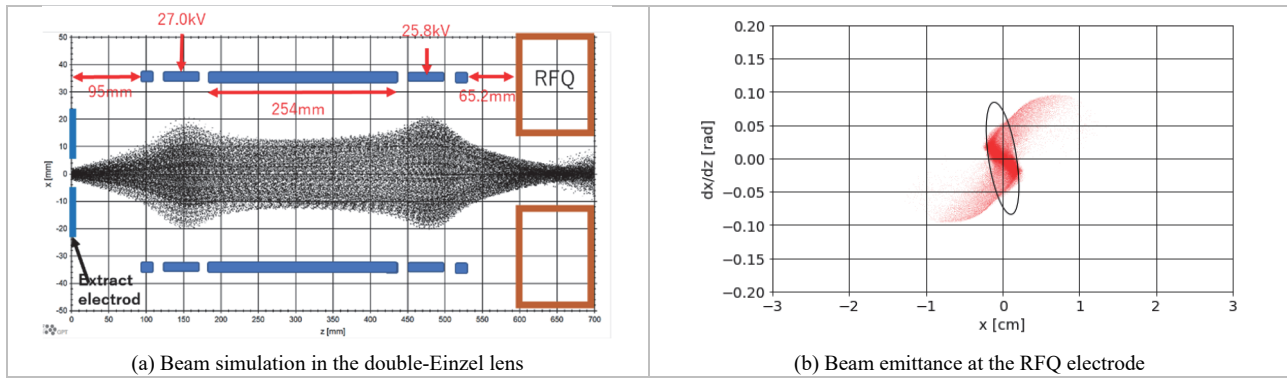 27.0kV
25.8kV
50
40
30
20
10
0
-10
-20
-30
-40
-50
x [mm]
95mm
254mm
65.2mm
RFQ
Extract
electrod
0
100
150
200
250
300
350
400
450
500
550
600
650
700
z [mm]
GPT
(a) Beam simulation in the double-Einzel lens
0.20
0.15
0.10
0.05
0.00
−0.05
−0.10
−0.15
−0.20
dx/dz [rad]
−3
−2
−1
0
1
2
3
x [cm]
(b) Beam emittance at the RFQ electrode